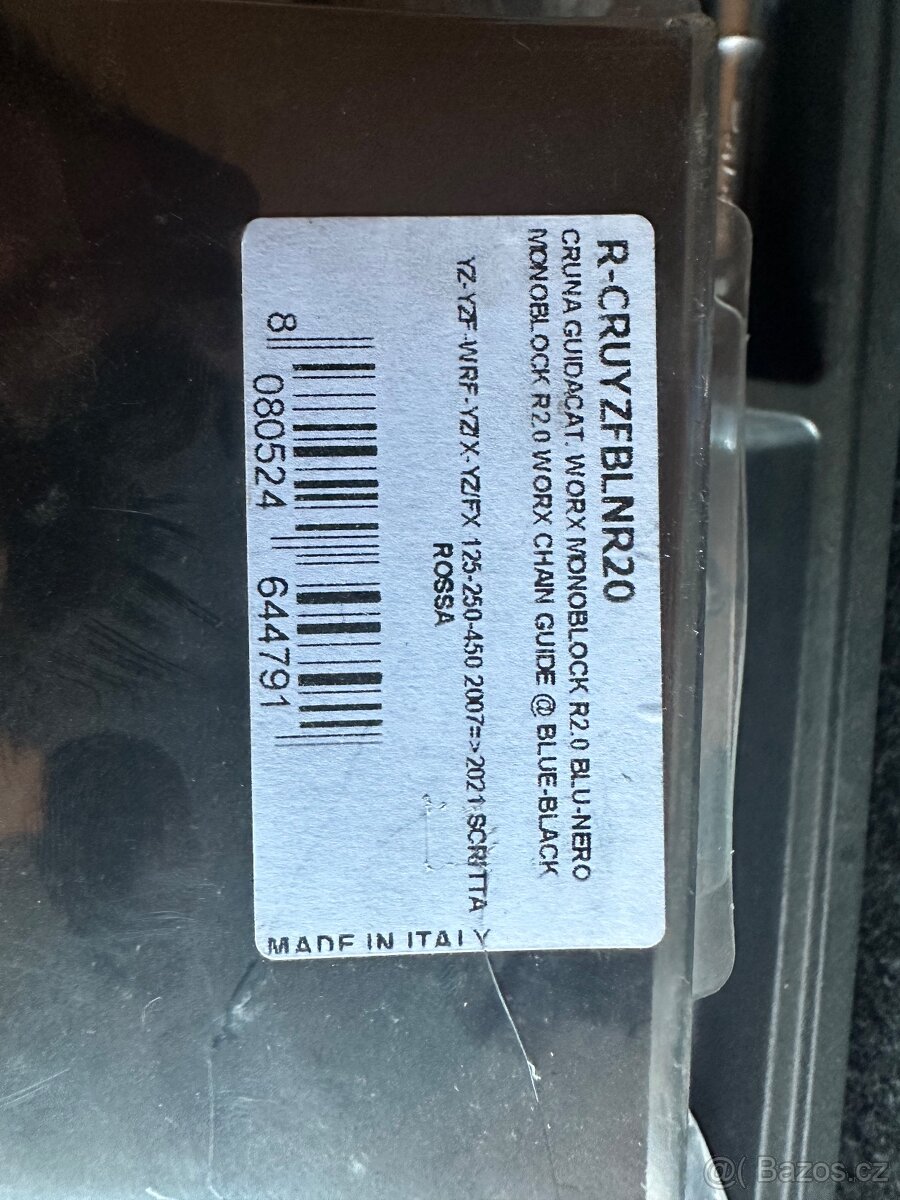 R-CRUYZFBLNR20
CRUNA GUIDACAT. WORX MONOBLOCK R2.0 BLU-NERO
MONOBLOCK R2.0 WORX CHAIN GUIDE @ BLUE-BLACK
YZ-YZF-WRF-YZ/X-YZ/FX 125-250-450 2007=>2021 SCRITTA
ROSSA
8 080524 644791
MADE IN ITALY
@( Bazos.cz